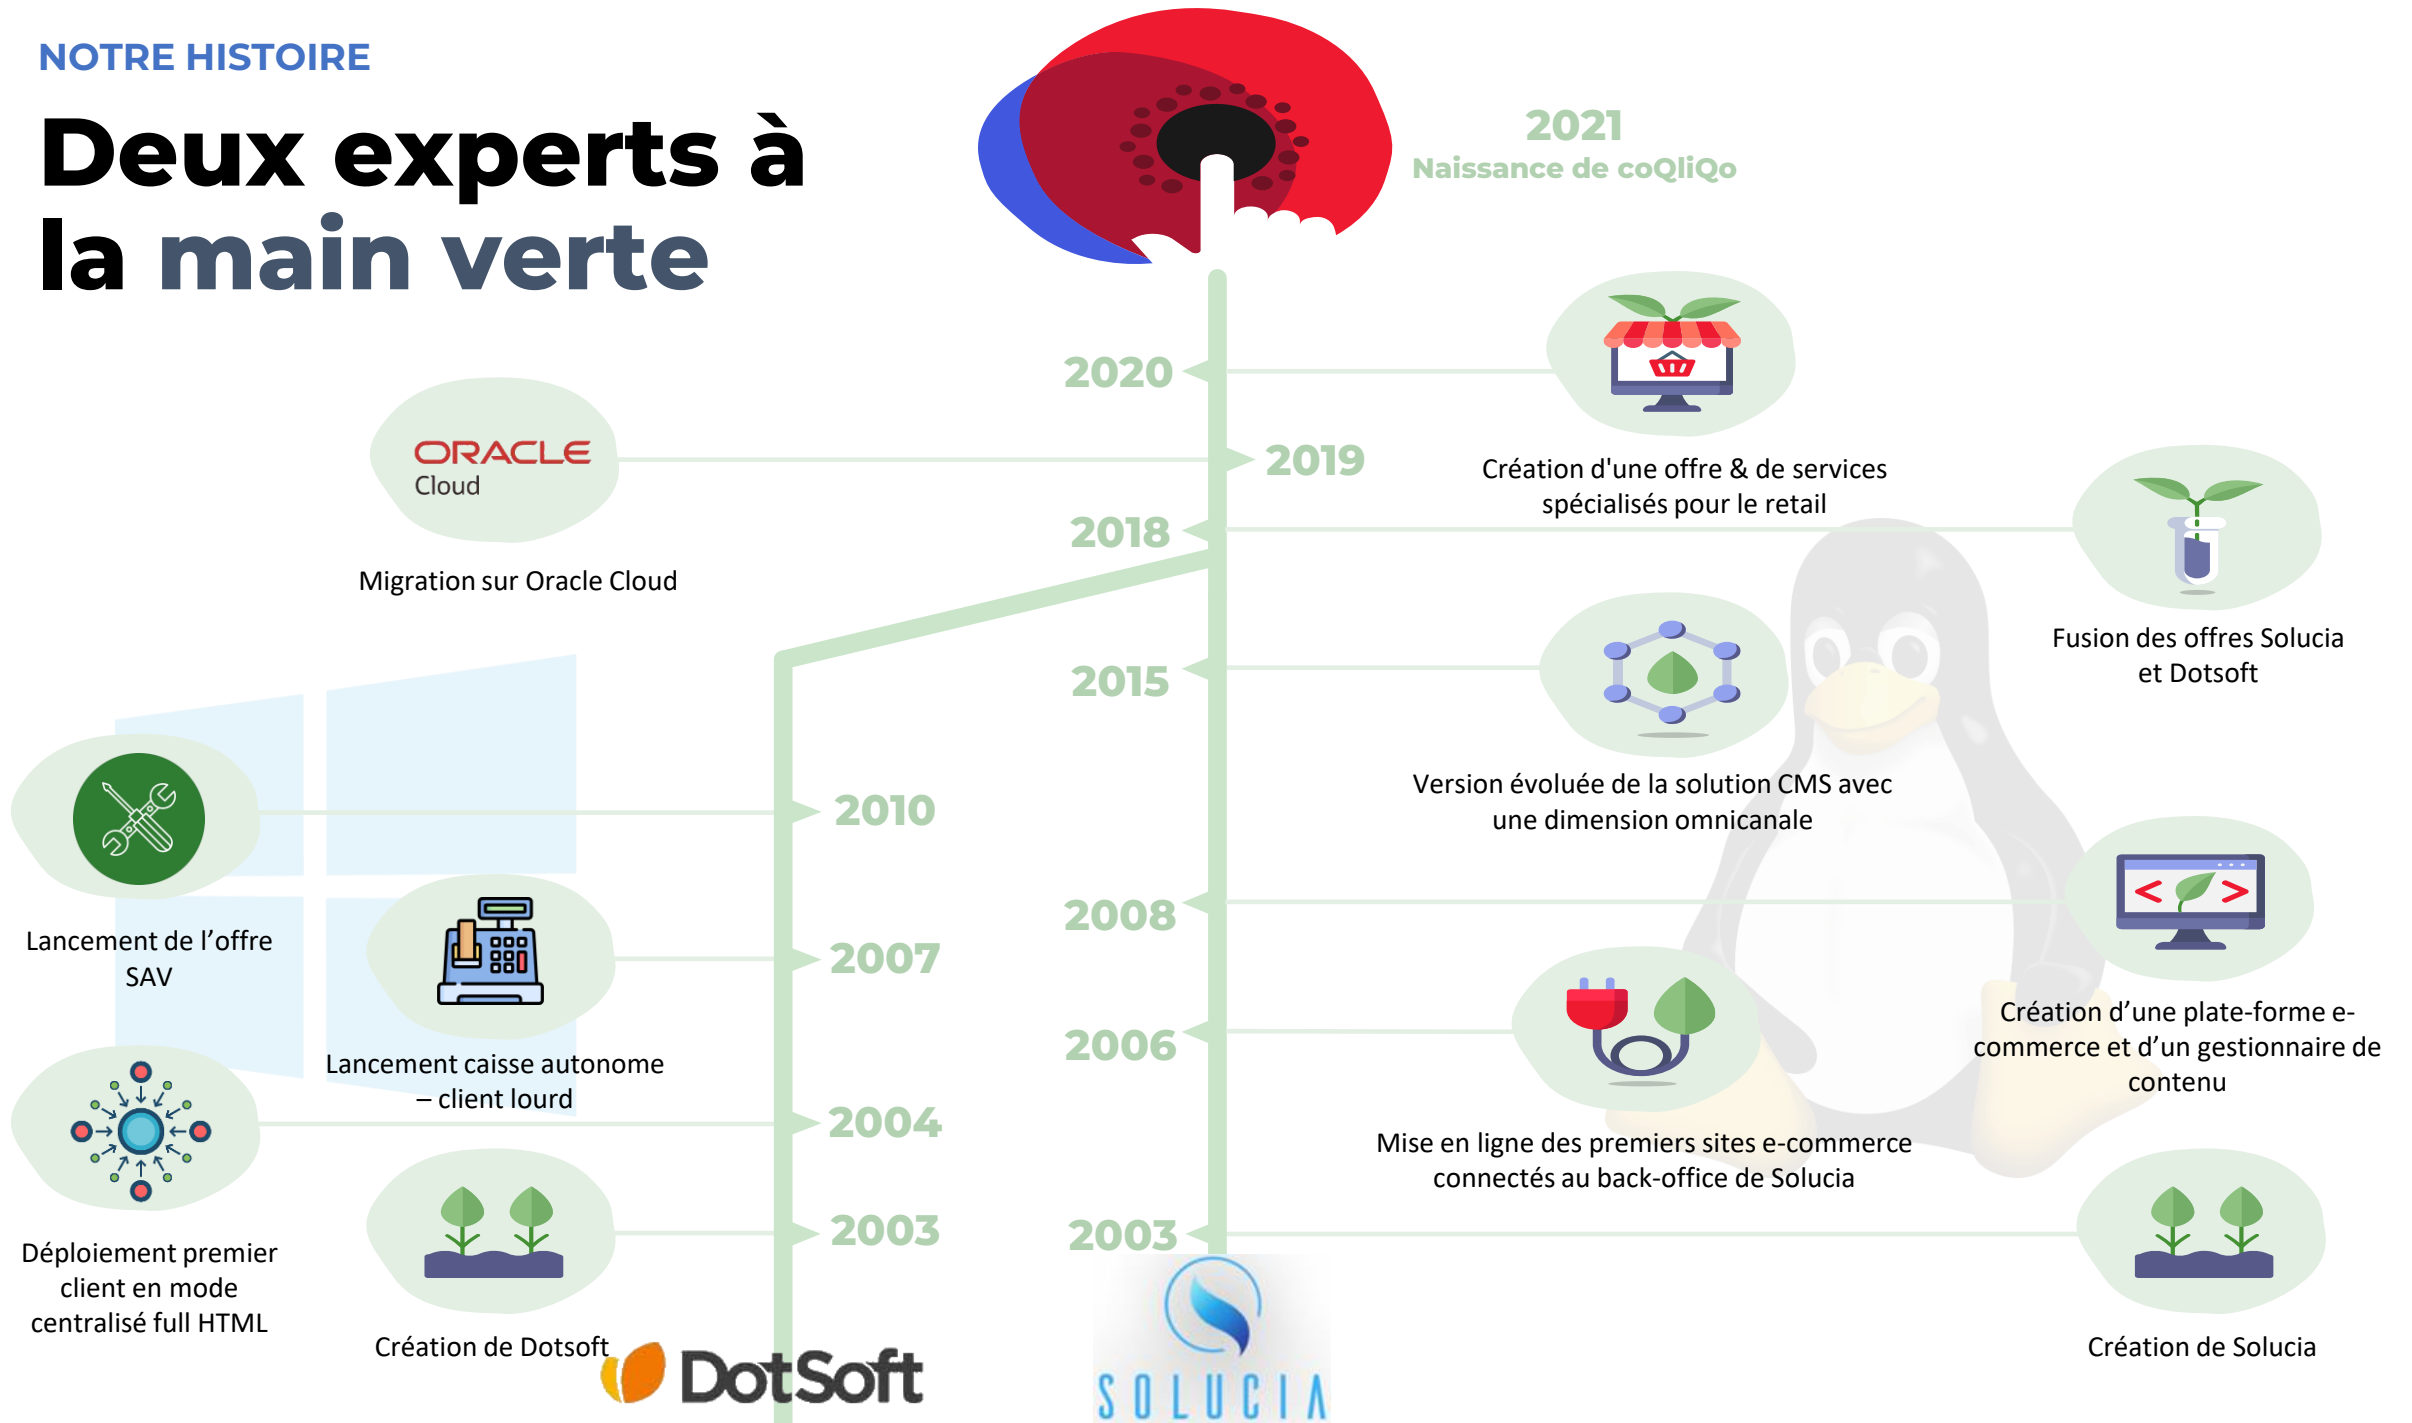 NOTRE HISTOIRE
Deux experts à
la main verte
2021
Naissance de coQliQo
2020
Création d'une offre & de services
spécialisés pour le retail
ORACLE
Cloud
Migration sur Oracle Cloud
2019
2018
Fusion des offres Solucia
et Dotsoft
2015
Version évoluée de la solution CMS avec
une dimension omnicanale
2010
Lancement de l’offre
SAV
2008
Création d’une plate-forme e-
commerce et d’un gestionnaire de
contenu
2007
Lancement caisse autonome
– client lourd
2006
Mise en ligne des premiers sites e-commerce
connectés au back-office de Solucia
2004
Déploiement premier
client en mode
centralisé full HTML
2003
Création de Dotsoft
DotSoft
2003
Création de Solucia
SOLUCIA